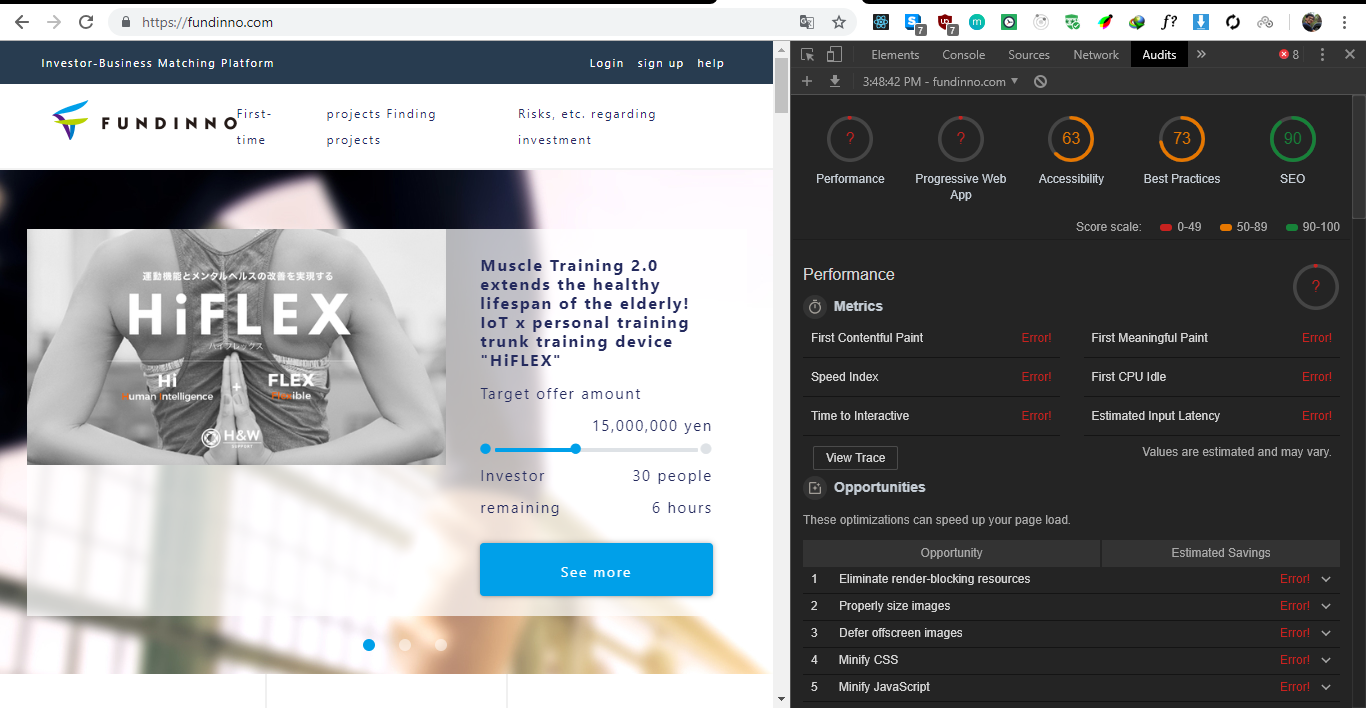 https://fundinno.com
7
7
f?
Investor-Business Matching Platform
Login sign up help
FUNDINNO
First-
time
projects Finding
projects
Risks, etc. regarding
investment
運動機能とメンタルヘルスの改善を実現する
HiFLEX
ハイフレックス
Hi + FLEX
Human Intelligence Flexible
H&W
SUPPORT
Muscle Training 2.0
extends the healthy
lifespan of the elderly!
IoT x personal training
trunk training device
"HiFLEX"
Target offer amount
15,000,000 yen
Investor 30 people
remaining 6 hours
See more
Elements Console Sources Network Audits » 8
3:48:42 PM - fundinno.com
? ? 63 73 90
Performance Progressive Web App Accessibility Best Practices SEO
Score scale: 0-49 50-89 90-100
Performance ?
Metrics
First Contentful Paint Error! First Meaningful Paint Error!
Speed Index Error! First CPU Idle Error!
Time to Interactive Error! Estimated Input Latency Error!
View Trace Values are estimated and may vary.
Opportunities
These optimizations can speed up your page load.
Opportunity Estimated Savings
1 Eliminate render-blocking resources Error!
2 Properly size images Error!
3 Defer offscreen images Error!
4 Minify CSS Error!
5 Minify JavaScript Error!